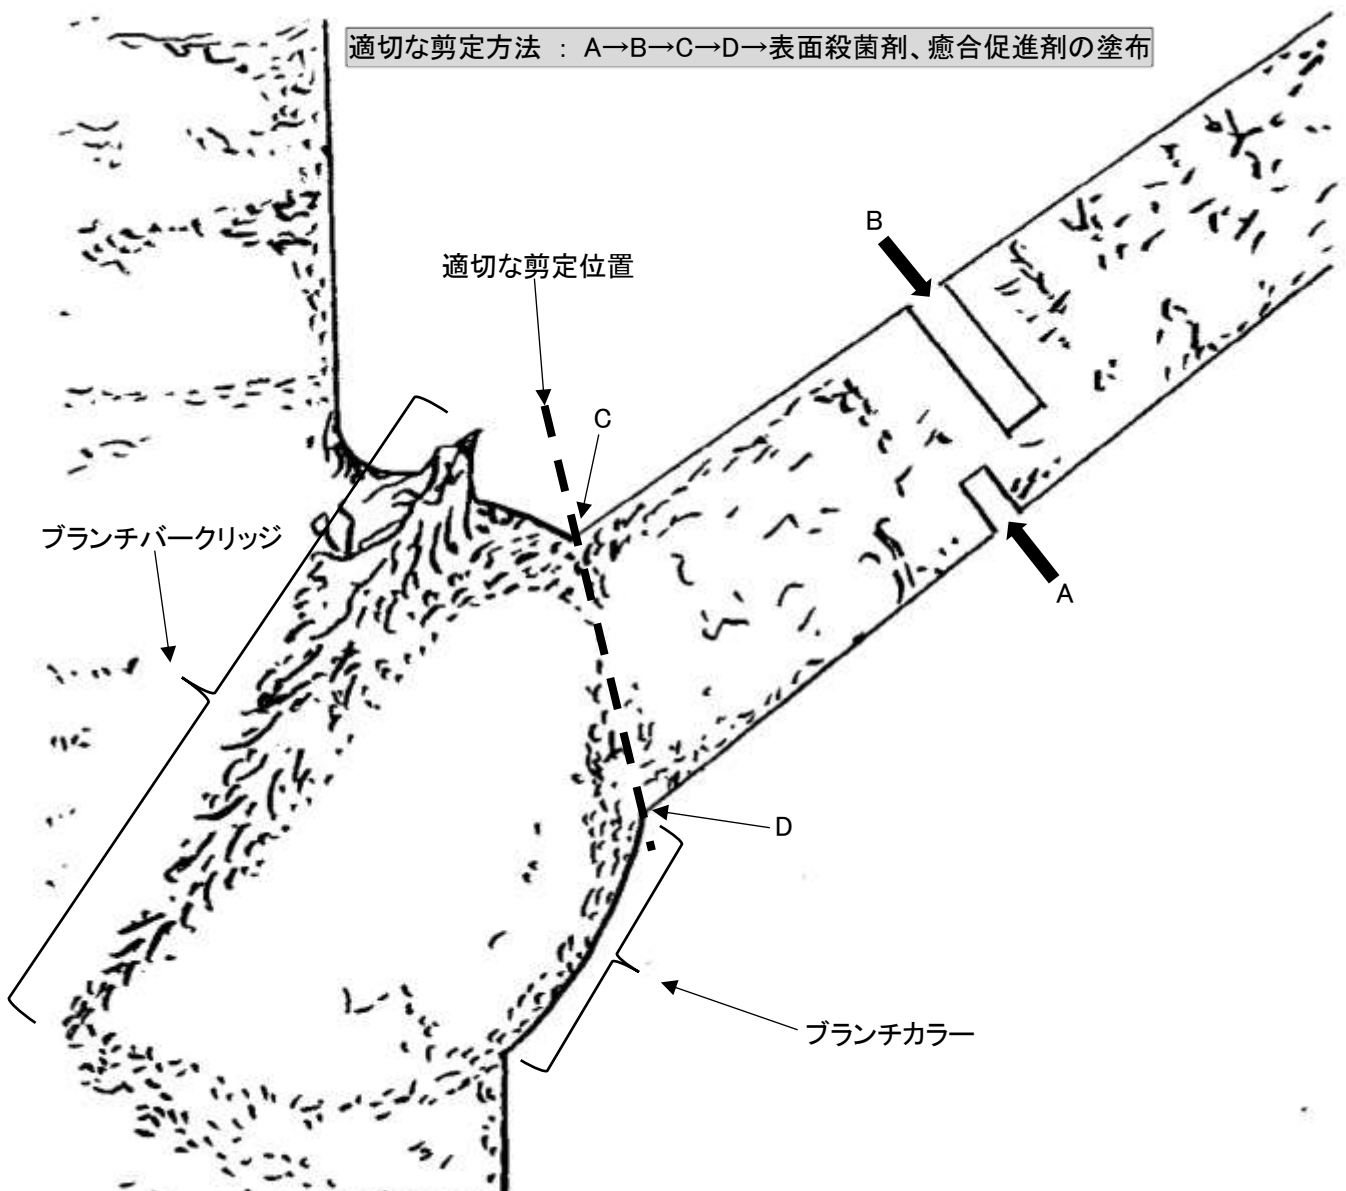 適切な剪定方法 : A→B→C→D→表面殺菌剤、癒合促進剤の塗布
B
適切な剪定位置
C
ブランチバークリッジ
A
D
ブランチカラー